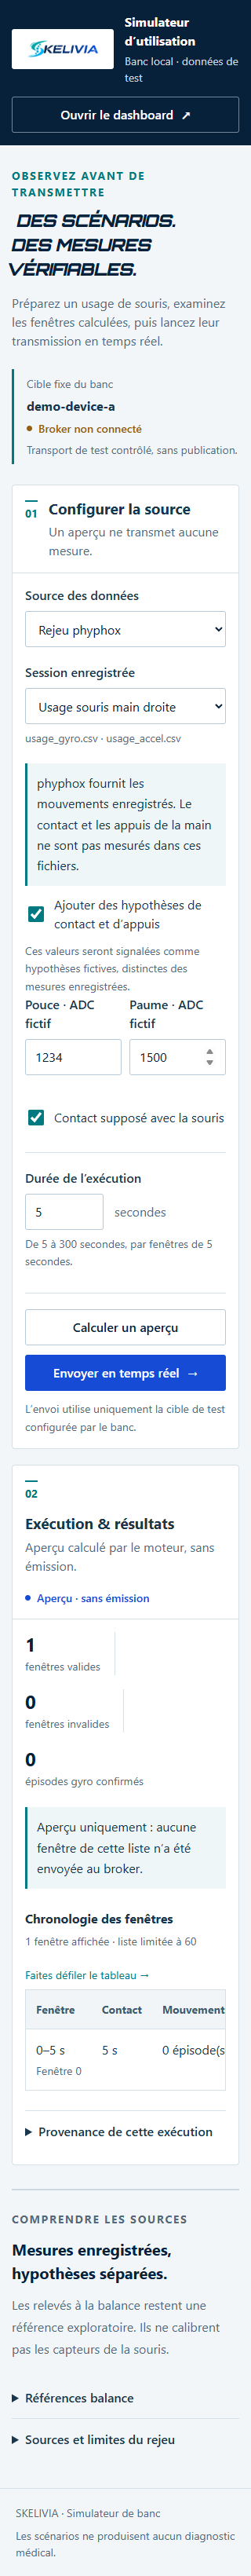 SKELIVIA
Simulateur
d'utilisation
Banc local · données de
test
Ouvrir le dashboard ↗
OBSERVEZ AVANT DE
TRANSMETTRE
DES SCÉNARIOS.
DES MESURES
VÉRIFIABLES.
Préparez un usage de souris, examinez
les fenêtres calculées, puis lancez leur
transmission en temps réel.
Cible fixe du banc
demo-device-a
Broker non connecté
Transport de test contrôlé, sans publication.
01 Configurer la source
Un aperçu ne transmet aucune
mesure.
Source des données
Rejeu phyphox
Session enregistrée
Usage souris main droite
usage_gyro.csv · usage_accel.csv
phyphox fournit les
mouvements enregistrés. Le
contact et les appuis de la main
ne sont pas mesurés dans ces
fichiers.
Ajouter des hypothèses de
contact et d'appuis
Ces valeurs seront signalées comme
hypothèses fictives, distinctes des
mesures enregistrées.
Pouce · ADC fictif
Paume · ADC fictif
1234
1500
Contact supposé avec la souris
Durée de l'exécution
5 secondes
De 5 à 300 secondes, par fenêtres de 5
secondes.
Calculer un aperçu
Envoyer en temps réel →
L'envoi utilise uniquement la cible de test
configurée par le banc.
02
Exécution & résultats
Aperçu calculé par le moteur, sans
émission.
Aperçu · sans émission
1
fenêtres valides
0
fenêtres invalides
0
épisodes gyro confirmés
Aperçu uniquement : aucune
fenêtre de cette liste n'a été
envoyée au broker.
Chronologie des fenêtres
1 fenêtre affichée · liste limitée à 60
Faites défiler le tableau →
Fenêtre Contact Mouvement
0–5 s 5 s 0 épisode(s
Fenêtre 0
Provenance de cette exécution
COMPRENDRE LES SOURCES
Mesures enregistrées,
hypothèses séparées.
Les relevés à la balance restent une
référence exploratoire. Ils ne calibrent
pas les capteurs de la souris.
Références balance
Sources et limites du rejeu
SKELIVIA · Simulateur de banc
Les scénarios ne produisent aucun diagnostic
médical.